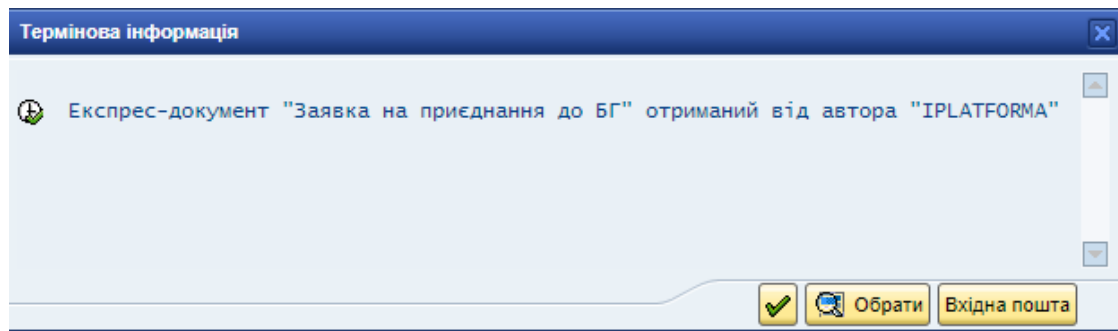 Термінова інформація
Експрес-документ "Заявка на приєднання до БГ" отриманий від автора "IPLATFORMA"
Обрати
Вхідна пошта